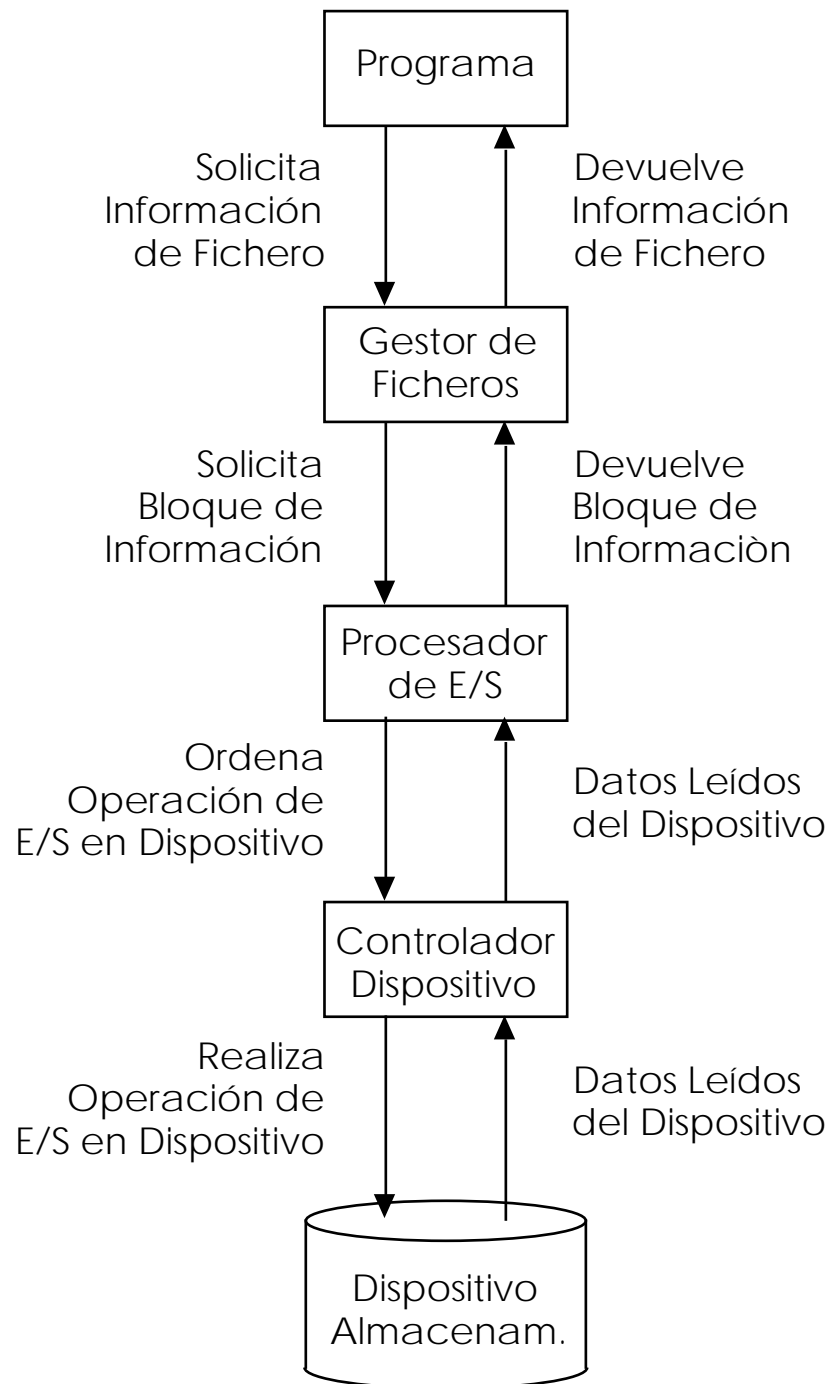 Programa
Solicita
Información
de Fichero
Devuelve
Información
de Fichero
Gestor de
Ficheros
Solicita
Bloque de
Información
Devuelve
Bloque de
Informaciòn
Procesador
de E/S
Ordena
Operación de
E/S en Dispositivo
Datos Leídos
del Dispositivo
Controlador
Dispositivo
Realiza
Operación de
E/S en Dispositivo
Datos Leídos
del Dispositivo
Dispositivo
Almacenam.